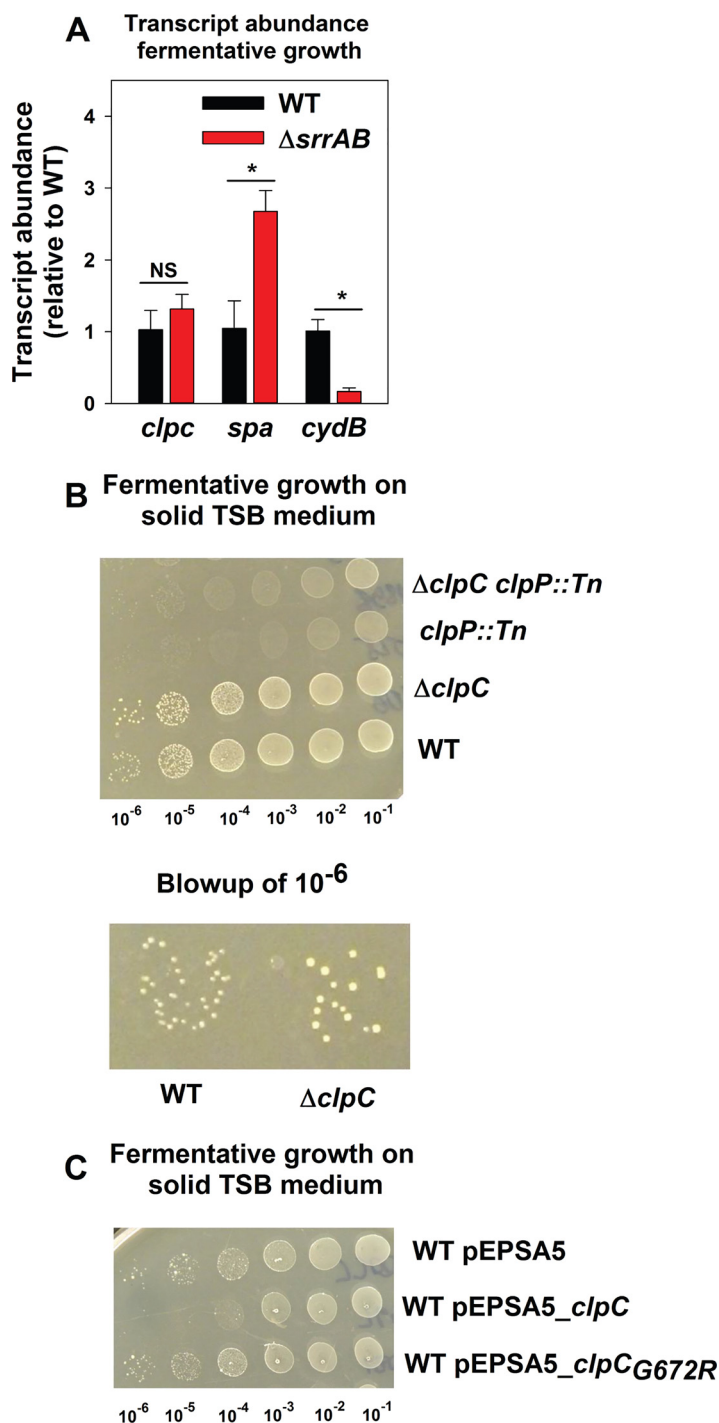 A
Transcript abundance
fermentative growth
Transcript abundance
(relative to WT)
4
3
2
1
0
WT
ΔsrrAB
*
NS
*
clpc spa cydB
B
Fermentative growth on
solid TSB medium
ΔclpC clpP::Tn
clpP::Tn
ΔclpC
WT
10-6 10-5 10-4 10-3 10-2 10-1
Blowup of 10-6
WT ΔclpC
C
Fermentative growth on
solid TSB medium
WT pEPSA5
WT pEPSA5_clpC
WT pEPSA5_clpCG672R
10-6 10-5 10-4 10-3 10-2 10-1